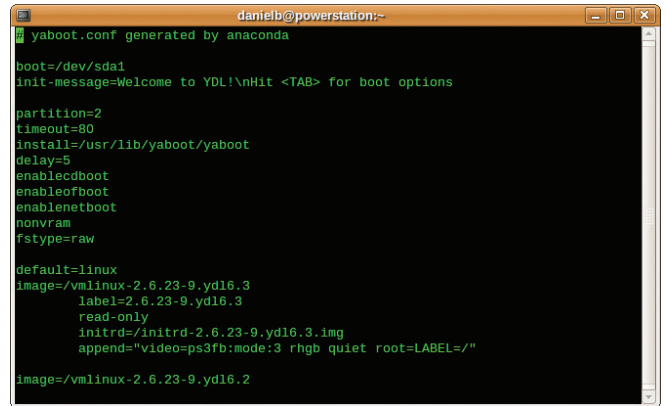 danielb@powerstation:~
# yaboot.conf generated by anaconda
boot=/dev/sda1
init-message=Welcome to YDL!\nHit <TAB> for boot options
partition=2
timeout=80
install=/usr/lib/yaboot/yaboot
delay=5
enablecdboot
enableofboot
enablenetboot
nonvram
fstype=raw
default=linux
image=/vmlinux-2.6.23-9.ydl6.3
label=2.6.23-9.ydl6.3
read-only
initrd=/initrd-2.6.23-9.ydl6.3.img
append="video=ps3fb:mode:3 rhgb quiet root=LABEL=/"
image=/vmlinux-2.6.23-9.ydl6.2